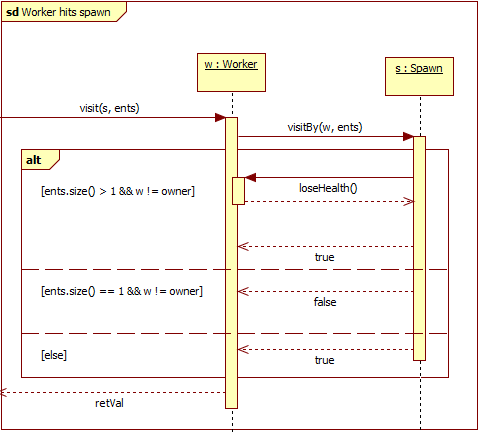 sd Worker hits spawn
w : Worker
s : Spawn
visit(s, ents)
visitBy(w, ents)
alt
[ents.size() > 1 && w != owner]
loseHealth()
true
[ents.size() == 1 && w != owner]
false
[else]
true
retVal